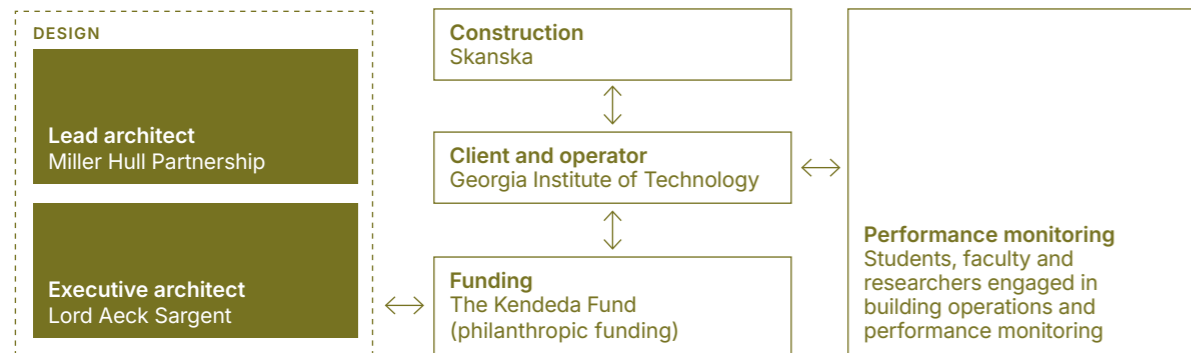 DESIGN
Lead architect
Miller Hull Partnership
Executive architect
Lord Aeck Sargent
Construction
Skanska
Client and operator
Georgia Institute of Technology
Funding
The Kendeda Fund
(philanthropic funding)
Performance monitoring
Students, faculty and
researchers engaged in
building operations and
performance monitoring